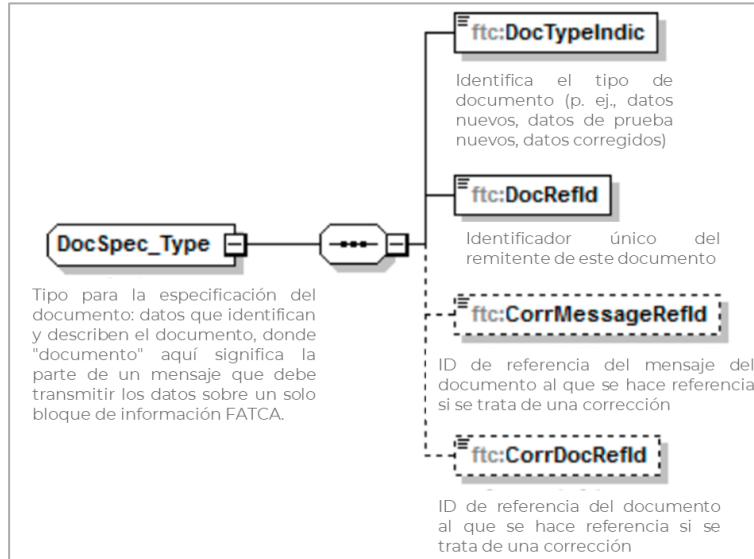 ftc:DocTypeIndic
Identifica el tipo de
documento (p. ej., datos
nuevos, datos de prueba
nuevos, datos corregidos)
ftc:DocRefId
Identificador único del
remitente de este documento
DocSpec_Type
Tipo para la especificación del
documento: datos que identifican
y describen el documento, donde
"documento" aquí significa la
parte de un mensaje que debe
transmitir los datos sobre un solo
bloque de información FATCA.
ftc:CorrMessageRefId
ID de referencia del mensaje del
documento al que se hace referencia
si se trata de una corrección
ftc:CorrDocRefId
ID de referencia del documento
al que se hace referencia si se
trata de una corrección